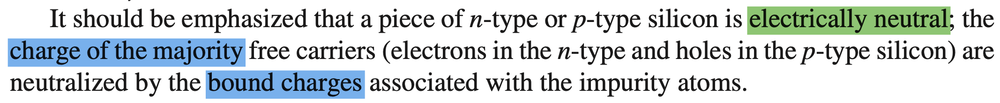 It should be emphasized that a piece of n-type or p-type silicon is electrically neutral; the
charge of the majority free carriers (electrons in the n-type and holes in the p-type silicon) are
neutralized by the bound charges associated with the impurity atoms.